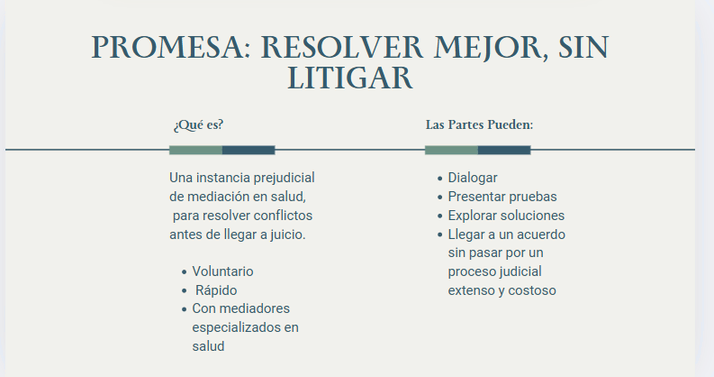 PROMESA: RESOLVER MEJOR, SIN
LITIGAR
¿Qué es?
Una instancia prejudicial
de mediación en salud,
para resolver conflictos
antes de llegar a juicio.
• Voluntario
• Rápido
• Con mediadores
especializados en
salud
Las Partes Pueden:
• Dialogar
• Presentar pruebas
• Explorar soluciones
• Llegar a un acuerdo
sin pasar por un
proceso judicial
extenso y costoso